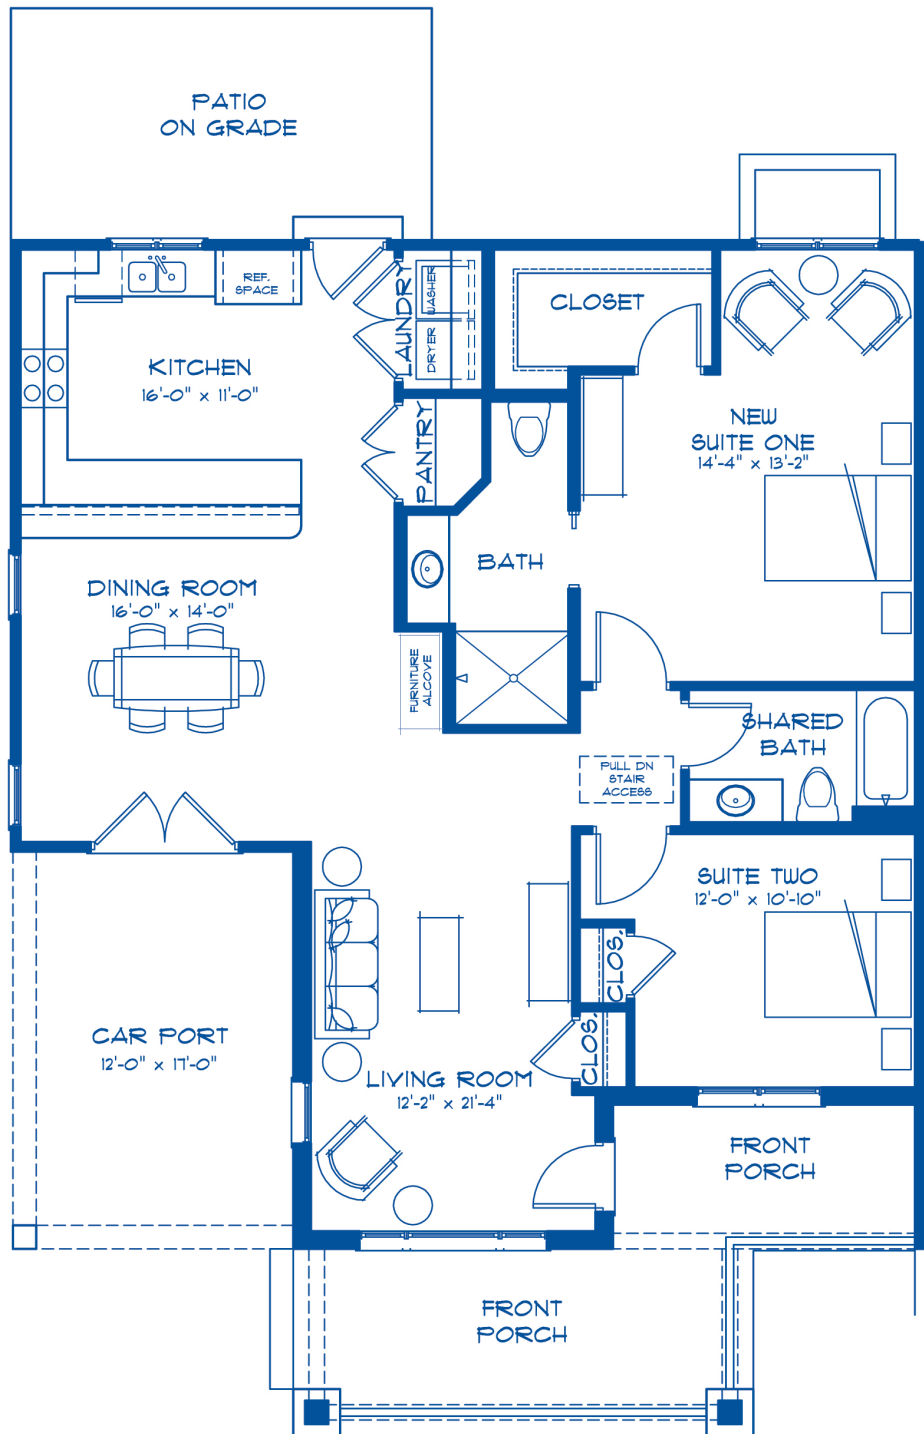 PATIO
ON GRADE
REF.
SPACE
LAUNDRY
WASHER
DRYER
CLOSET
KITCHEN
16'-0" x 11'-0"
PANTRY
NEW
SUITE ONE
14'-4" x 13'-2"
BATH
DINING ROOM
16'-0" x 14'-0"
FURNITURE
ALCOVE
SHARED
BATH
PULL DN
STAIR
ACCESS
SUITE TWO
12'-0" x 10'-10"
CLOS.
CLOS.
CAR PORT
12'-0" x 17'-0"
LIVING ROOM
12'-2" x 21'-4"
FRONT
PORCH
FRONT
PORCH